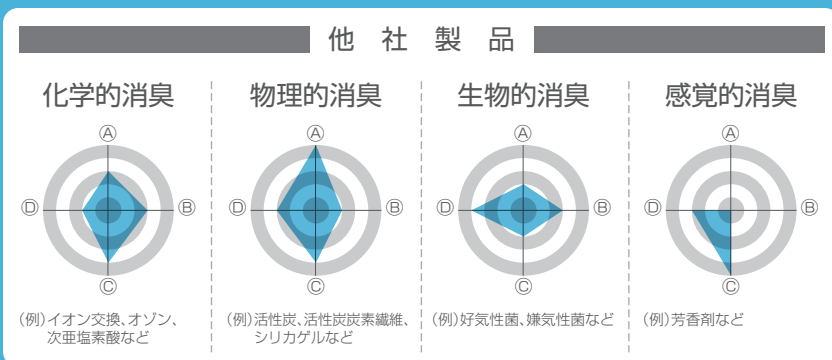 他社製品
化学的消臭
物理的消臭
生物的消臭
感覚的消臭
Ⓐ
Ⓑ
Ⓒ
Ⓓ
Ⓐ
Ⓑ
Ⓒ
Ⓓ
Ⓐ
Ⓑ
Ⓒ
Ⓓ
Ⓐ
Ⓑ
Ⓒ
Ⓓ
(例)イオン交換、オゾン、
次亜塩素酸など
(例)活性炭、活性炭炭素繊維、
シリカゲルなど
(例)好気性菌、嫌気性菌など
(例)芳香剤など